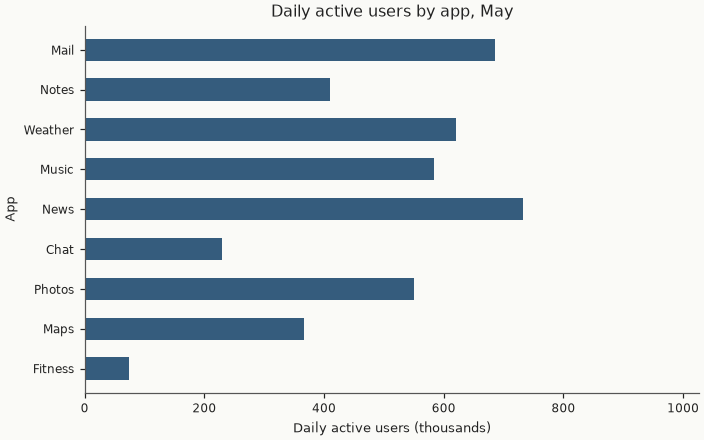 Daily active users by app, May
App
Mail
Notes
Weather
Music
News
Chat
Photos
Maps
Fitness
0 200 400 600 800 1000
Daily active users (thousands)